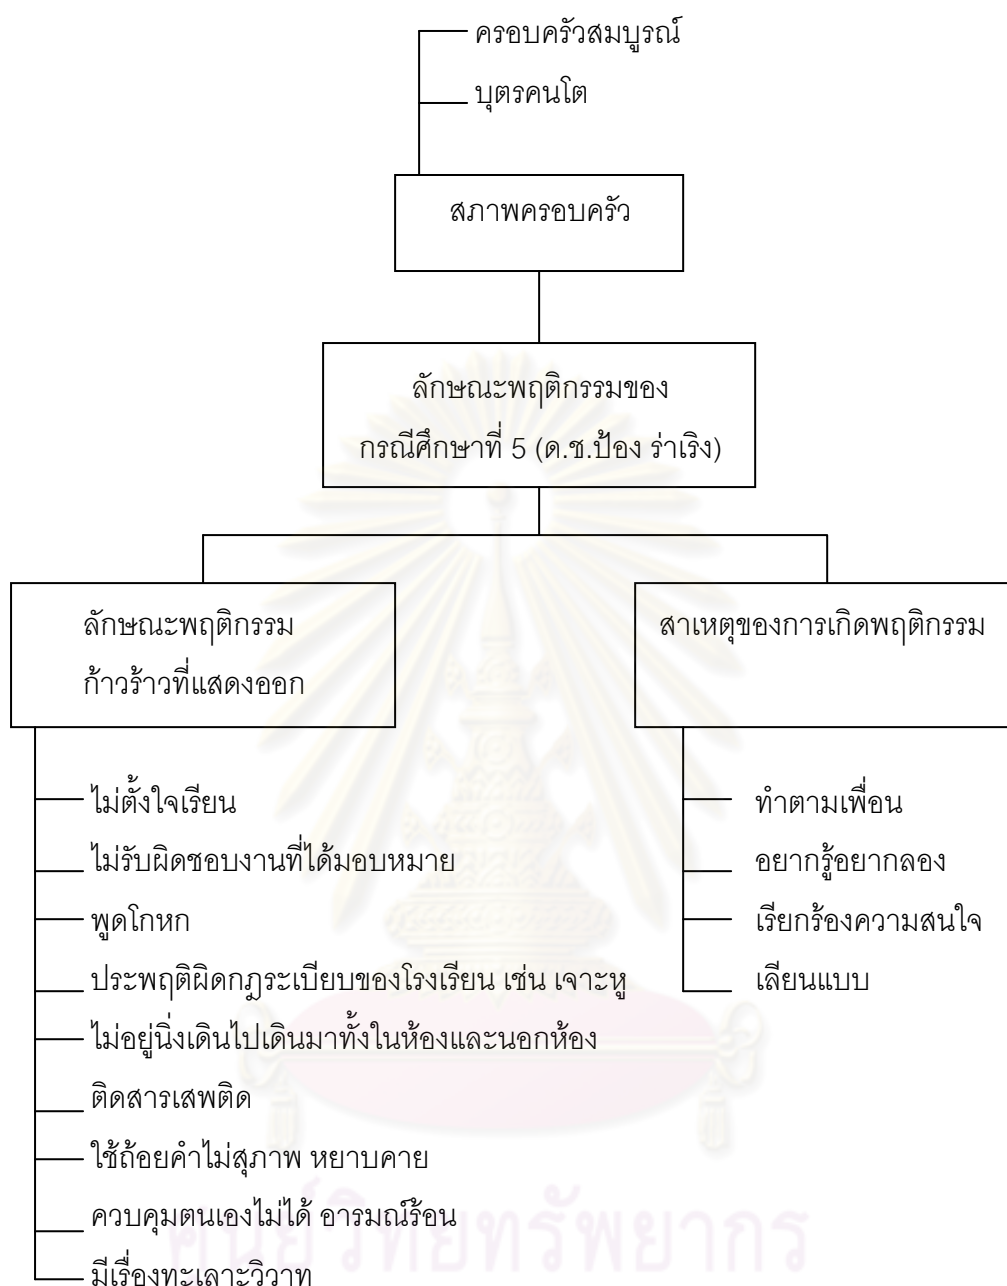 ครอบครัวสมบูรณ์
บุตรคนโต
สภาพครอบครัว
ลักษณะพฤติกรรมของ
กรณีศึกษาที่ 5 (ด.ช.ป้อง ร่าเริง)
ลักษณะพฤติกรรม
ก้าวร้าวที่แสดงออก
ไม่ตั้งใจเรียน
ไม่รับผิดชอบงานที่ได้มอบหมาย
พูดโกหก
ประพฤติผิดกฎระเบียบของโรงเรียน เช่น เจาะหู
ไม่อยู่นิ่งเดินไปเดินมาทั้งในห้องและนอกห้อง
ติดสารเสพติด
ใช้ถ้อยคำไม่สุภาพ หยาบคาย
ควบคุมตนเองไม่ได้ อารมณ์ร้อน
มีเรื่องทะเลาะวิวาท
สาเหตุของการเกิดพฤติกรรม
ทำตามเพื่อน
อยากรู้อยากลอง
เรียกร้องความสนใจ
เลียนแบบ
ศูนย์วิทยทรัพยากร